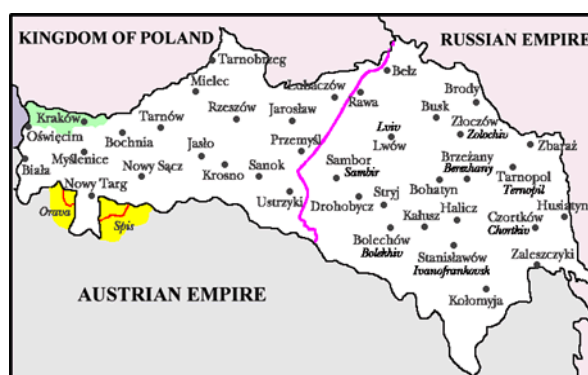 KINGDOM OF POLAND
RUSSIAN EMPIRE
Tarnobrzeg
Bełz
Mielec
Lubaczów
Rawa
Brody
Kraków
Rzeszów
Jarosław
Busk
Oświęcim
Tarnów
Lviv
Złoczów
Zolochiv
Bochnia
Lwów
Zbaraż
Myślenice
Jasło
Przemyśl
Brzeżany
Berezhany
Biała
Nowy Sącz
Krosno
Sanok
Sambor
Sambir
Tarnopol
Ternopil
Nowy Targ
Bohatyn
Ustrzyki
Drohobycz
Stryj
Halicz
Husiatyn
Orava
Spis
Kałusz
Czortków
Chortkiv
Bolechów
Bolekhiv
Stanisławów
Ivanofrankovsk
Zaleszczyki
AUSTRIAN EMPIRE
Kołomyja